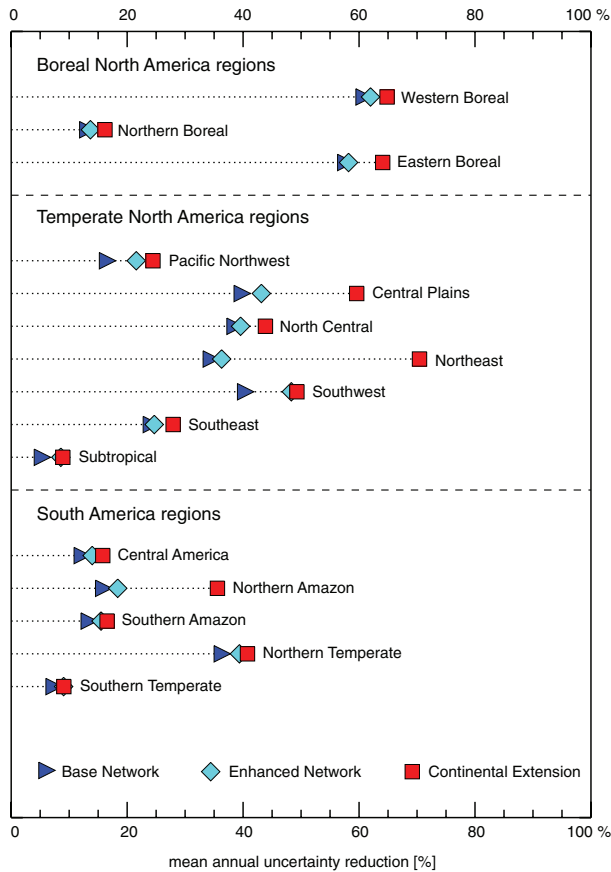 0 20 40 60 80 100 %
Boreal North America regions
Western Boreal
Northern Boreal
Eastern Boreal
Temperate North America regions
Pacific Northwest
Central Plains
North Central
Northeast
Southwest
Southeast
Subtropical
South America regions
Central America
Northern Amazon
Southern Amazon
Northern Temperate
Southern Temperate
Base Network Enhanced Network Continental Extension
0 20 40 60 80 100 %
mean annual uncertainty reduction [%]